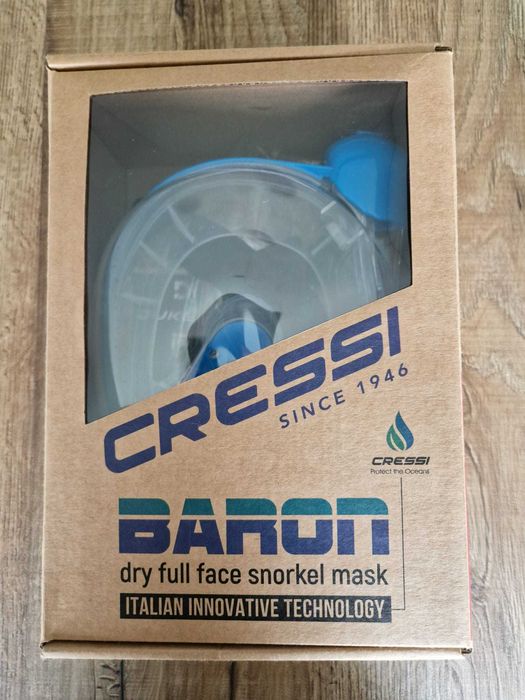 CRESSI
SINCE 1946
CRESSI
Protect the Oceans
BARON
dry full face snorkel mask
ITALIAN INNOVATIVE TECHNOLOGY